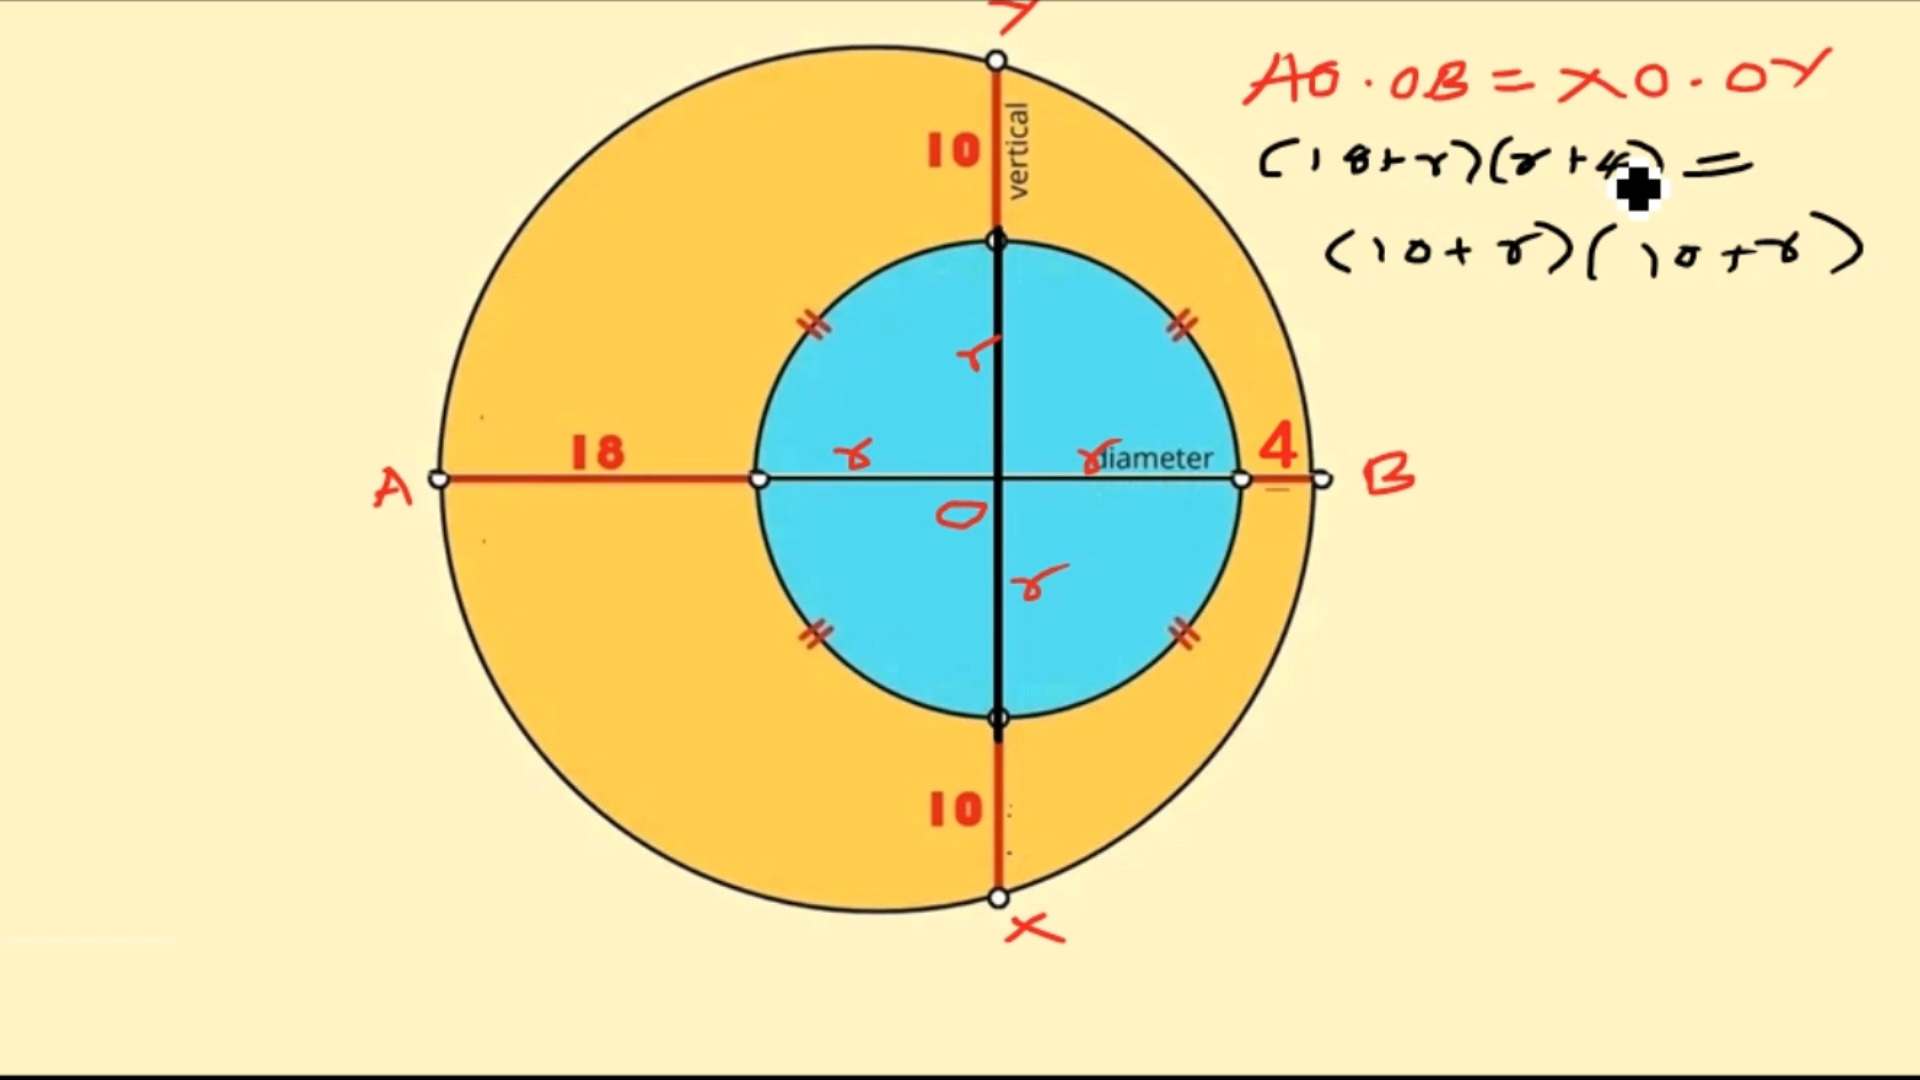 Y
AO · OB = XO · OY
10
vertical
(18+r)(r+4) =
(10+r)(10+r)
r
18
r
r
diameter
4
A
B
O
r
10
X